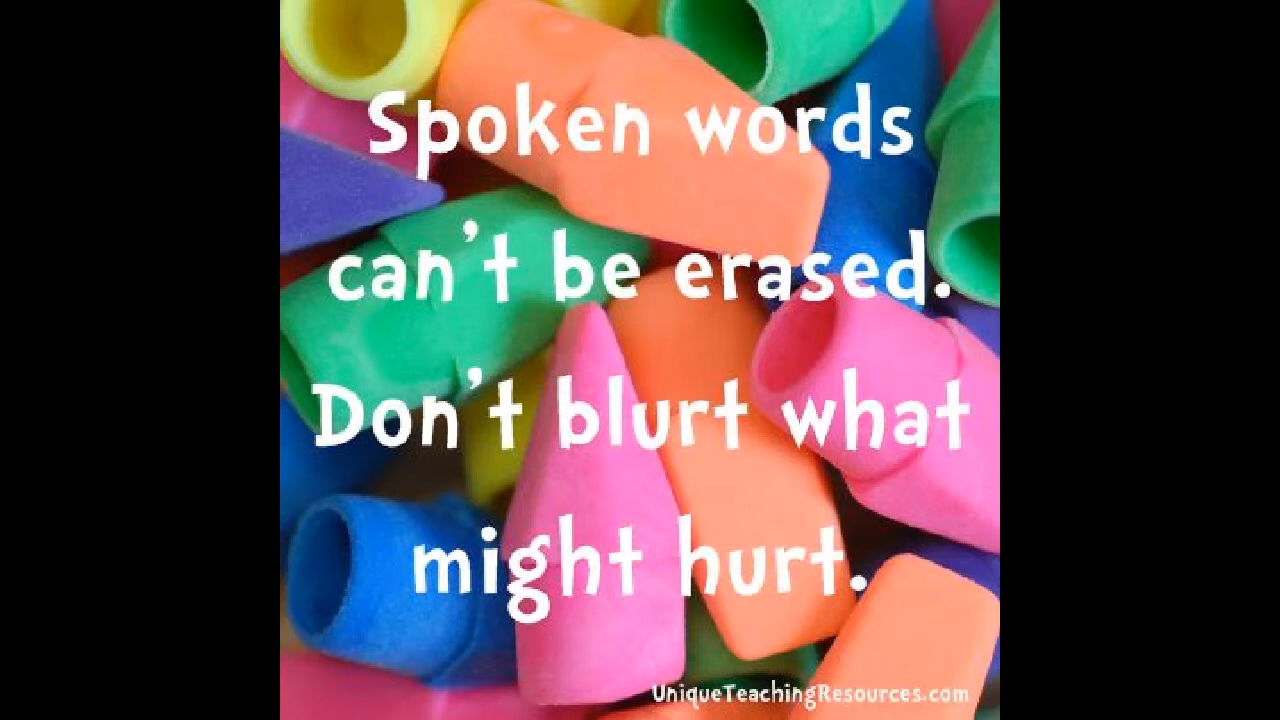 Spoken words
can't be erased.
Don't blurt what
might hurt.
UniqueTeachingResources.com